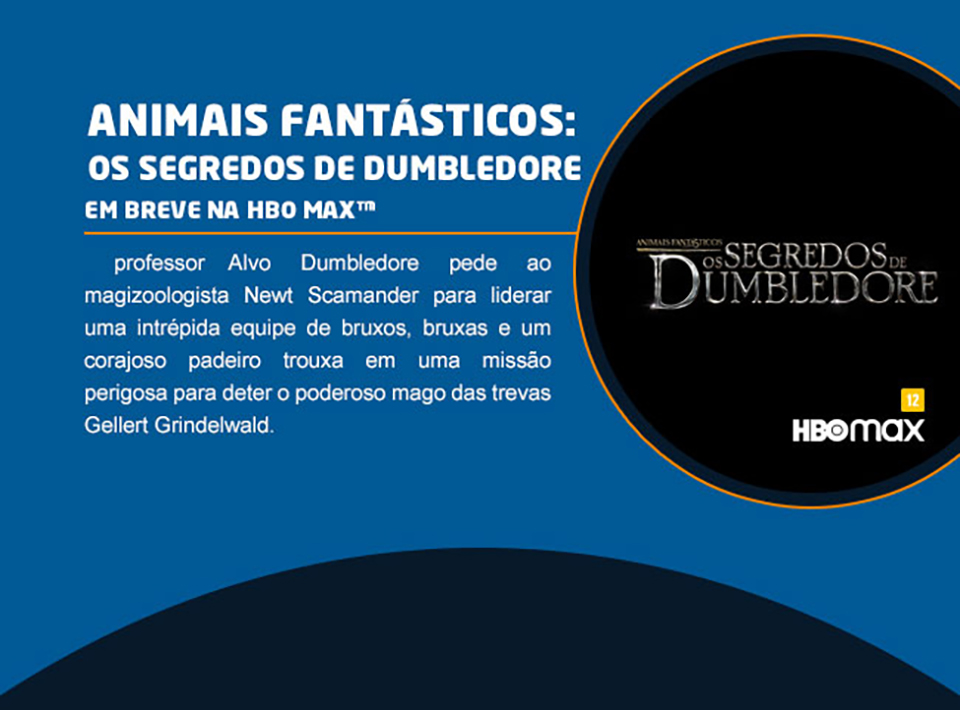 ANIMAIS FANTÁSTICOS:
OS SEGREDOS DE DUMBLEDORE
EM BREVE NA HBO MAX™
professor Alvo Dumbledore pede ao
magizoologista Newt Scamander para liderar
uma intrépida equipe de bruxos, bruxas e um
corajoso padeiro trouxa em uma missão
perigosa para deter o poderoso mago das trevas
Gellert Grindelwald.
ANIMAIS FANTÁSTICOS
OS SEGREDOS DE
DUMBLEDORE
12
HBOmax